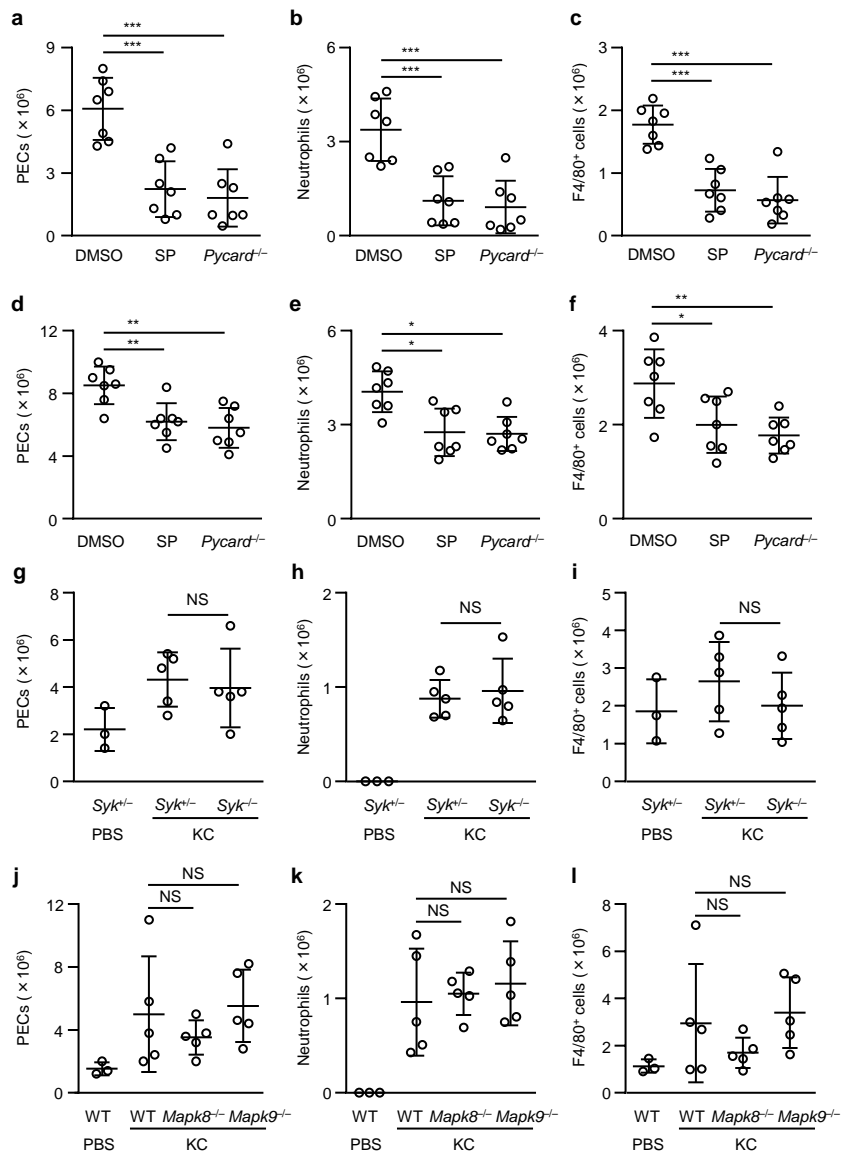 a
***
***
9
6
3
0
PECs (×10⁶)
DMSO SP Pycard⁻/⁻
b
***
***
6
3
0
Neutrophils (×10⁶)
DMSO SP Pycard⁻/⁻
c
***
***
3
2
1
0
F4/80⁺ cells (×10⁶)
DMSO SP Pycard⁻/⁻
d
**
**
12
8
4
0
PECs (×10⁶)
DMSO SP Pycard⁻/⁻
e
*
*
6
3
0
Neutrophils (×10⁶)
DMSO SP Pycard⁻/⁻
f
**
*
4
2
0
F4/80⁺ cells (×10⁶)
DMSO SP Pycard⁻/⁻
g
NS
8
6
4
2
0
PECs (×10⁶)
Syk⁺/⁻ Syk⁺/⁻ Syk⁻/⁻
PBS KC
h
NS
2
1
0
Neutrophils (×10⁶)
Syk⁺/⁻ Syk⁺/⁻ Syk⁻/⁻
PBS KC
i
NS
5
4
3
2
1
0
F4/80⁺ cells (×10⁶)
Syk⁺/⁻ Syk⁺/⁻ Syk⁻/⁻
PBS KC
j
NS
NS
12
8
4
0
PECs (×10⁶)
WT WT Mapk8⁻/⁻ Mapk9⁻/⁻
PBS KC
k
NS
NS
2
1
0
Neutrophils (×10⁶)
WT WT Mapk8⁻/⁻ Mapk9⁻/⁻
PBS KC
l
NS
NS
8
6
4
2
0
F4/80⁺ cells (×10⁶)
WT WT Mapk8⁻/⁻ Mapk9⁻/⁻
PBS KC